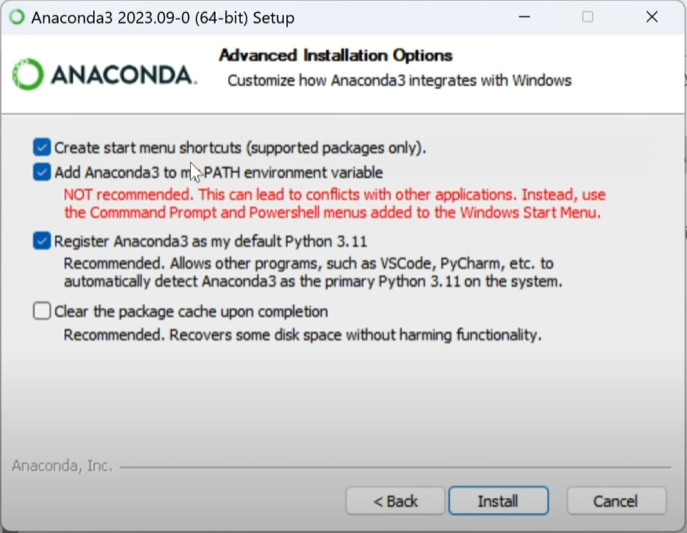 Anaconda3 2023.09-0 (64-bit) Setup
Advanced Installation Options
ANACONDA.
Customize how Anaconda3 integrates with Windows
Create start menu shortcuts (supported packages only).
Add Anaconda3 to m PATH environment variable
NOT recommended. This can lead to conflicts with other applications. Instead, use
the Commmand Prompt and Powershell menus added to the Windows Start Menu.
Register Anaconda3 as my default Python 3.11
Recommended. Allows other programs, such as VSCode, PyCharm, etc. to
automatically detect Anaconda3 as the primary Python 3.11 on the system.
Clear the package cache upon completion
Recommended. Recovers some disk space without harming functionality.
Anaconda, Inc.
< Back
Install
Cancel